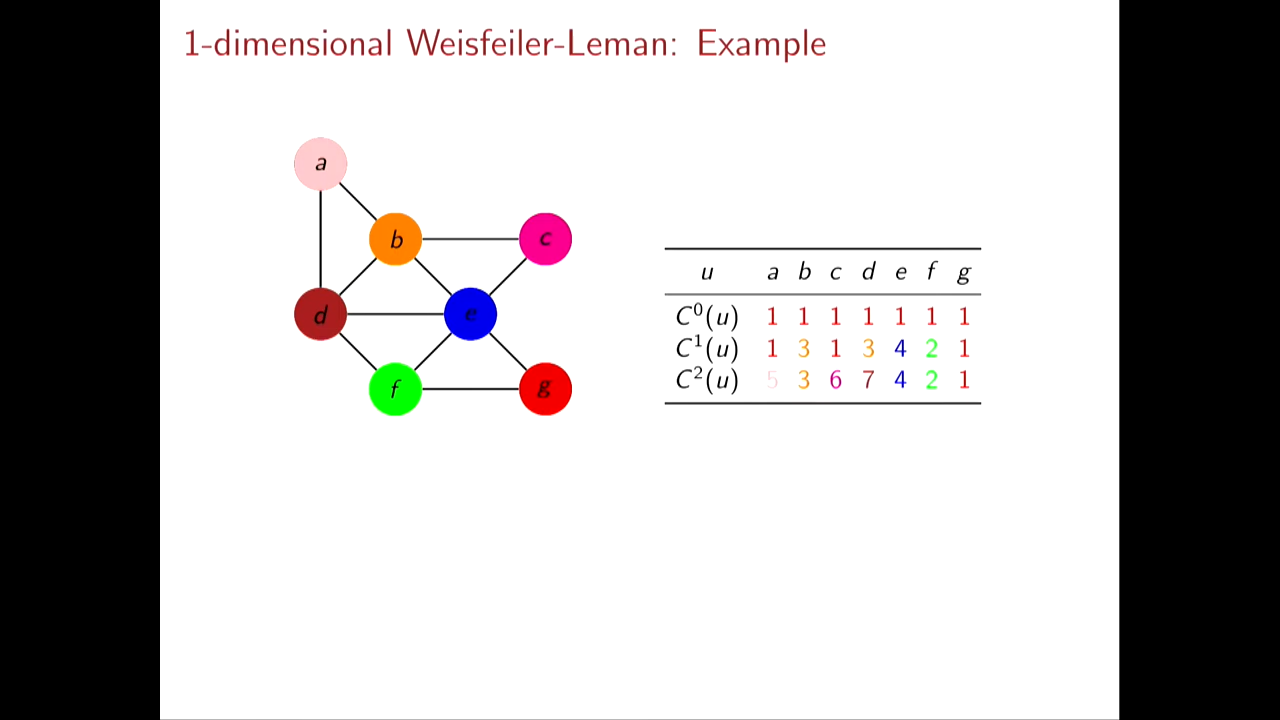 1-dimensional Weisfeiler-Leman: Example
a
b c
d e
f g
u a b c d e f g
C⁰(u) 1 1 1 1 1 1 1
C¹(u) 1 3 1 3 4 2 1
C²(u) 5 3 6 7 4 2 1